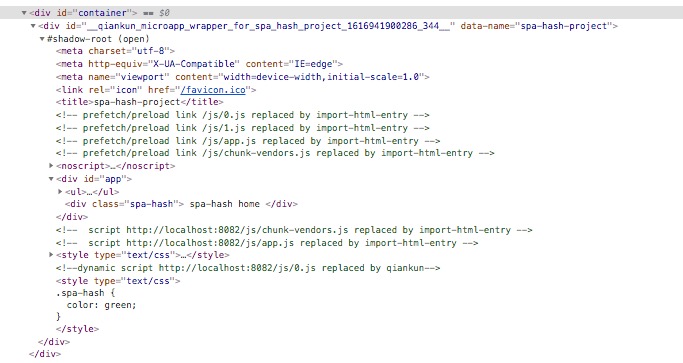 ▼<div id="container"> == $0
▼<div id="__qiankun_microapp_wrapper_for_spa_hash_project_1616941900286_344__" data-name="spa-hash-project">
▼#shadow-root (open)
<meta charset="utf-8">
<meta http-equiv="X-UA-Compatible" content="IE=edge">
<meta name="viewport" content="width=device-width,initial-scale=1.0">
<link rel="icon" href="/favicon.ico">
<title>spa-hash-project</title>
<!-- prefetch/preload link /js/0.js replaced by import-html-entry -->
<!-- prefetch/preload link /js/1.js replaced by import-html-entry -->
<!-- prefetch/preload link /js/app.js replaced by import-html-entry -->
<!-- prefetch/preload link /js/chunk-vendors.js replaced by import-html-entry -->
▶<noscript>…</noscript>
▼<div id="app">
▶<ul>…</ul>
<div class="spa-hash"> spa-hash home </div>
</div>
<!--  script http://localhost:8082/js/chunk-vendors.js replaced by import-html-entry -->
<!--  script http://localhost:8082/js/app.js replaced by import-html-entry -->
▶<style type="text/css">…</style>
<!--dynamic script http://localhost:8082/js/0.js replaced by qiankun-->
<style type="text/css">
.spa-hash {
color: green;
}
</style>
</div>
</div>